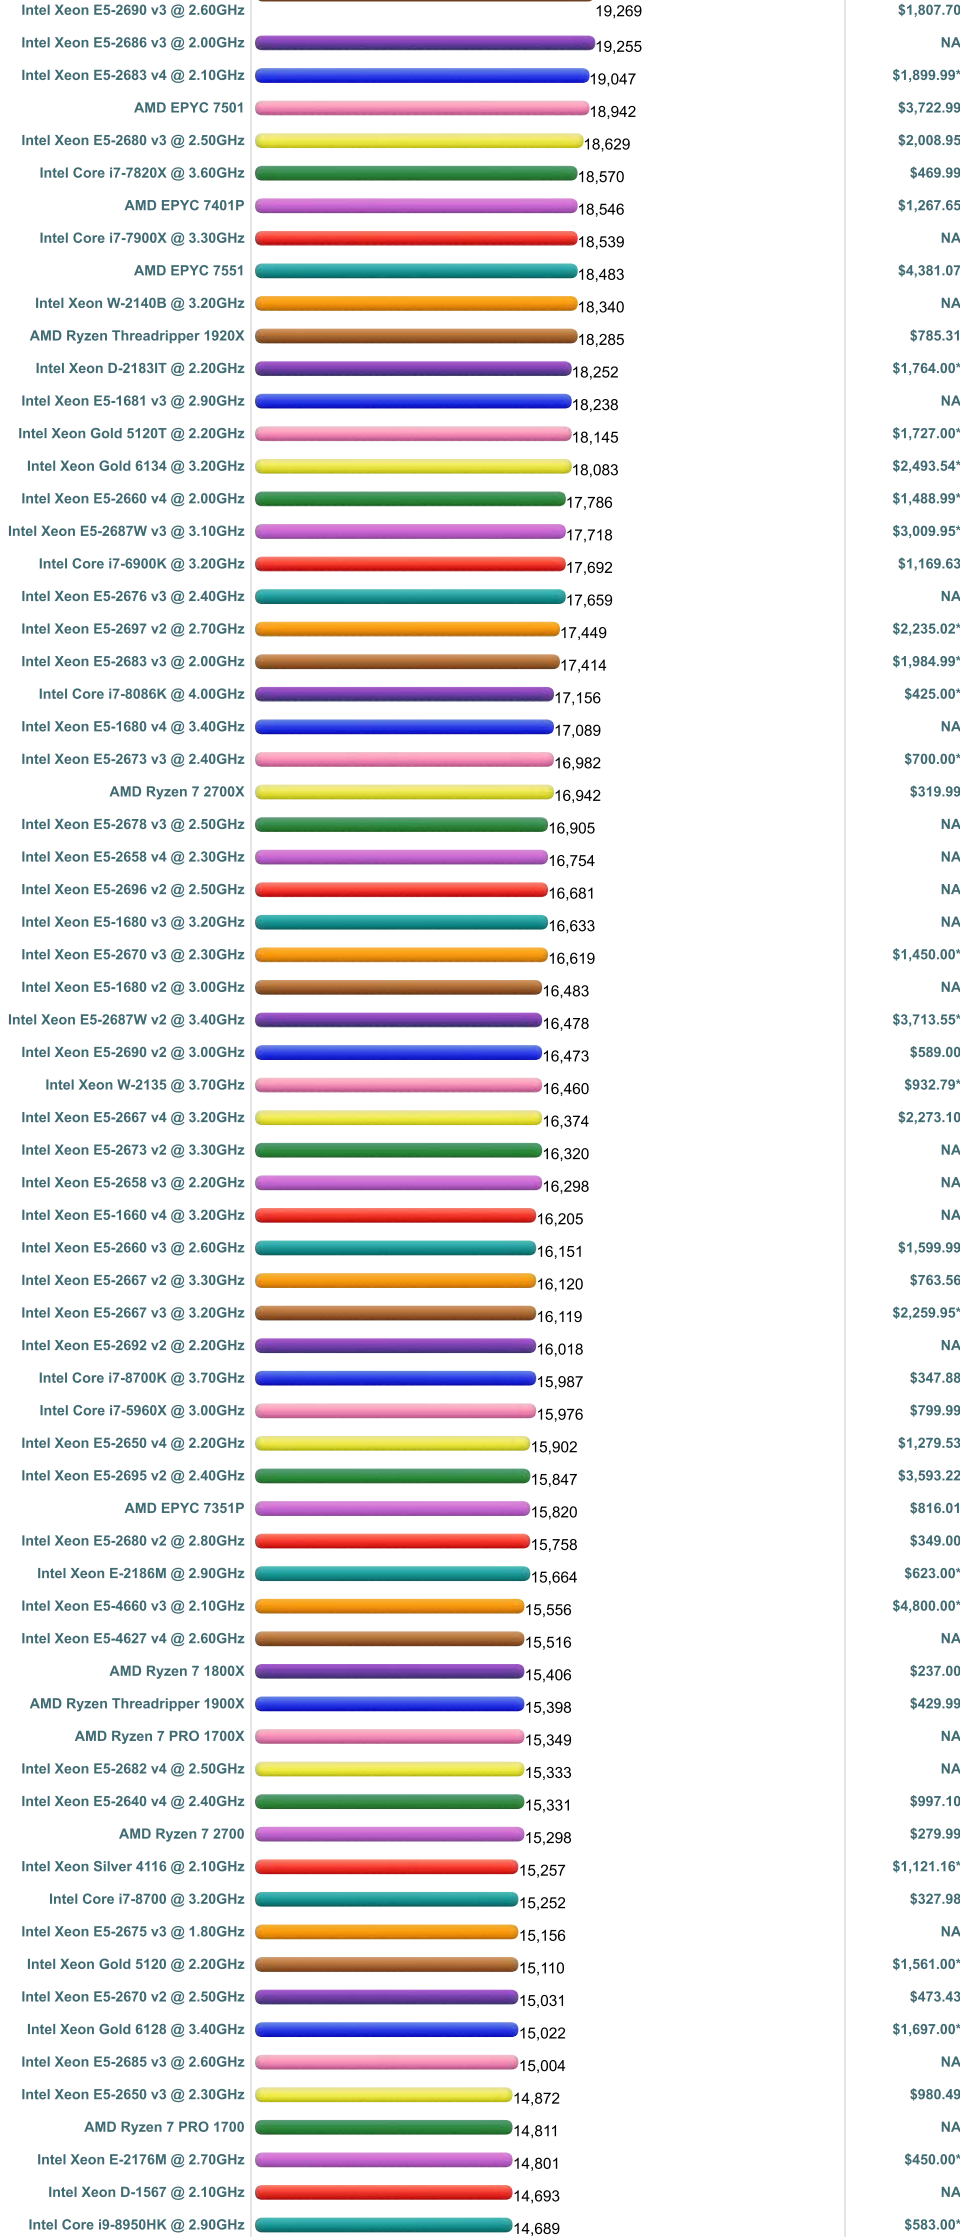 Intel Xeon E5-2690 v3 @ 2.60GHz 19,269 $1,807.70
Intel Xeon E5-2686 v3 @ 2.00GHz 19,255 NA
Intel Xeon E5-2683 v4 @ 2.10GHz 19,047 $1,899.99*
AMD EPYC 7501 18,942 $3,722.99
Intel Xeon E5-2680 v3 @ 2.50GHz 18,629 $2,008.95
Intel Core i7-7820X @ 3.60GHz 18,570 $469.99
AMD EPYC 7401P 18,546 $1,267.65
Intel Core i7-7900X @ 3.30GHz 18,539 NA
AMD EPYC 7551 18,483 $4,381.07
Intel Xeon W-2140B @ 3.20GHz 18,340 NA
AMD Ryzen Threadripper 1920X 18,285 $785.31
Intel Xeon D-2183IT @ 2.20GHz 18,252 $1,764.00*
Intel Xeon E5-1681 v3 @ 2.90GHz 18,238 NA
Intel Xeon Gold 5120T @ 2.20GHz 18,145 $1,727.00*
Intel Xeon Gold 6134 @ 3.20GHz 18,083 $2,493.54*
Intel Xeon E5-2660 v4 @ 2.00GHz 17,786 $1,488.99*
Intel Xeon E5-2687W v3 @ 3.10GHz 17,718 $3,009.95*
Intel Core i7-6900K @ 3.20GHz 17,692 $1,169.63
Intel Xeon E5-2676 v3 @ 2.40GHz 17,659 NA
Intel Xeon E5-2697 v2 @ 2.70GHz 17,449 $2,235.02*
Intel Xeon E5-2683 v3 @ 2.00GHz 17,414 $1,984.99*
Intel Core i7-8086K @ 4.00GHz 17,156 $425.00*
Intel Xeon E5-1680 v4 @ 3.40GHz 17,089 NA
Intel Xeon E5-2673 v3 @ 2.40GHz 16,982 $700.00*
AMD Ryzen 7 2700X 16,942 $319.99
Intel Xeon E5-2678 v3 @ 2.50GHz 16,905 NA
Intel Xeon E5-2658 v4 @ 2.30GHz 16,754 NA
Intel Xeon E5-2696 v2 @ 2.50GHz 16,681 NA
Intel Xeon E5-1680 v3 @ 3.20GHz 16,633 NA
Intel Xeon E5-2670 v3 @ 2.30GHz 16,619 $1,450.00*
Intel Xeon E5-1680 v2 @ 3.00GHz 16,483 NA
Intel Xeon E5-2687W v2 @ 3.40GHz 16,478 $3,713.55*
Intel Xeon E5-2690 v2 @ 3.00GHz 16,473 $589.00
Intel Xeon W-2135 @ 3.70GHz 16,460 $932.79*
Intel Xeon E5-2667 v4 @ 3.20GHz 16,374 $2,273.10
Intel Xeon E5-2673 v2 @ 3.30GHz 16,320 NA
Intel Xeon E5-2658 v3 @ 2.20GHz 16,298 NA
Intel Xeon E5-1660 v4 @ 3.20GHz 16,205 NA
Intel Xeon E5-2660 v3 @ 2.60GHz 16,151 $1,599.99
Intel Xeon E5-2667 v2 @ 3.30GHz 16,120 $763.56
Intel Xeon E5-2667 v3 @ 3.20GHz 16,119 $2,259.95*
Intel Xeon E5-2692 v2 @ 2.20GHz 16,018 NA
Intel Core i7-8700K @ 3.70GHz 15,987 $347.88
Intel Core i7-5960X @ 3.00GHz 15,976 $799.99
Intel Xeon E5-2650 v4 @ 2.20GHz 15,902 $1,279.53
Intel Xeon E5-2695 v2 @ 2.40GHz 15,847 $3,593.22
AMD EPYC 7351P 15,820 $816.01
Intel Xeon E5-2680 v2 @ 2.80GHz 15,758 $349.00
Intel Xeon E-2186M @ 2.90GHz 15,664 $623.00*
Intel Xeon E5-4660 v3 @ 2.10GHz 15,556 $4,800.00*
Intel Xeon E5-4627 v4 @ 2.60GHz 15,516 NA
AMD Ryzen 7 1800X 15,406 $237.00
AMD Ryzen Threadripper 1900X 15,398 $429.99
AMD Ryzen 7 PRO 1700X 15,349 NA
Intel Xeon E5-2682 v4 @ 2.50GHz 15,333 NA
Intel Xeon E5-2640 v4 @ 2.40GHz 15,331 $997.10
AMD Ryzen 7 2700 15,298 $279.99
Intel Xeon Silver 4116 @ 2.10GHz 15,257 $1,121.16*
Intel Core i7-8700 @ 3.20GHz 15,252 $327.98
Intel Xeon E5-2675 v3 @ 1.80GHz 15,156 NA
Intel Xeon Gold 5120 @ 2.20GHz 15,110 $1,561.00*
Intel Xeon E5-2670 v2 @ 2.50GHz 15,031 $473.43
Intel Xeon Gold 6128 @ 3.40GHz 15,022 $1,697.00*
Intel Xeon E5-2685 v3 @ 2.60GHz 15,004 NA
Intel Xeon E5-2650 v3 @ 2.30GHz 14,872 $980.49
AMD Ryzen 7 PRO 1700 14,811 NA
Intel Xeon E-2176M @ 2.70GHz 14,801 $450.00*
Intel Xeon D-1567 @ 2.10GHz 14,693 NA
Intel Core i9-8950HK @ 2.90GHz 14,689 $583.00*